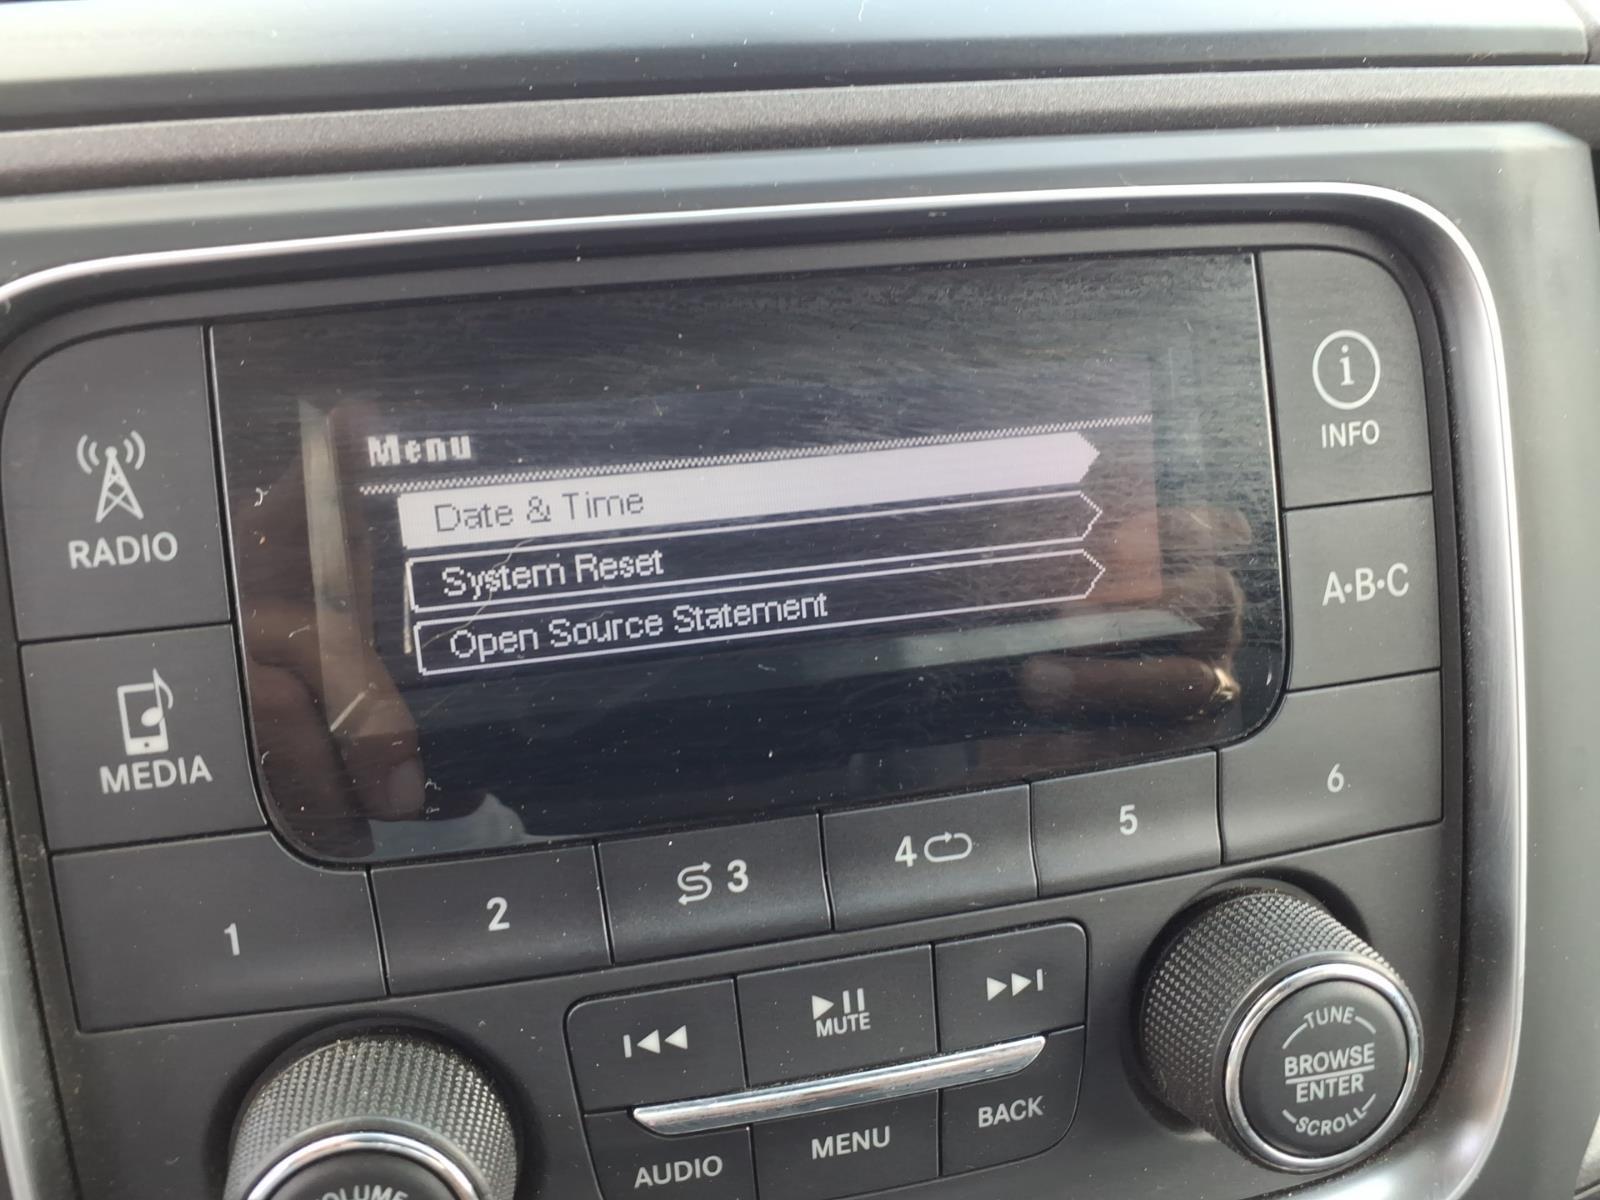 Menu
Date & Time
System Reset
Open Source Statement
RADIO
MEDIA
i
INFO
A•B•C
1
2
3
4
5
6
MUTE
AUDIO
MENU
BACK
VOLUME
TUNE
BROWSE
ENTER
SCROLL